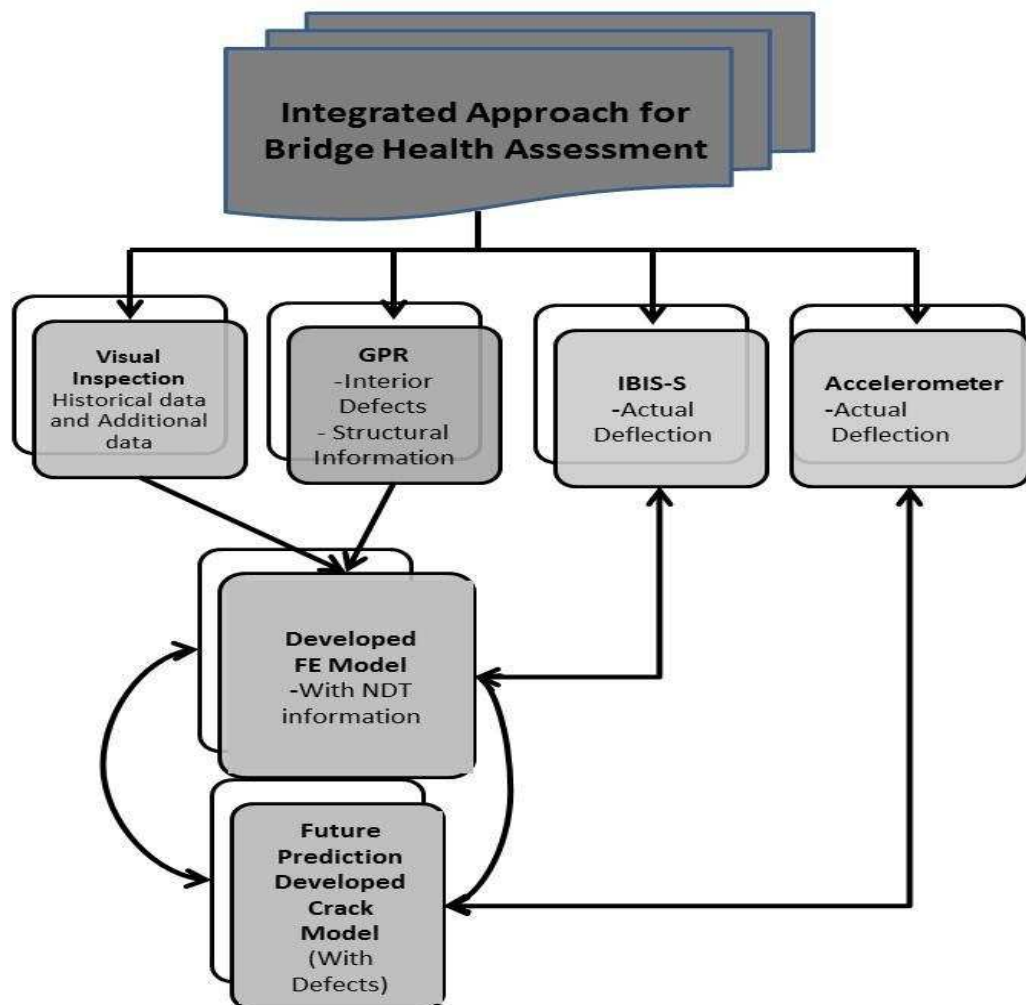 Integrated Approach for
Bridge Health Assessment
Visual
Inspection
Historical data
and Additional
data
GPR
-Interior
Defects
- Structural
Information
IBIS-S
-Actual
Deflection
Accelerometer
-Actual
Deflection
Developed
FE Model
-With NDT
information
Future
Prediction
Developed
Crack
Model
(With
Defects)